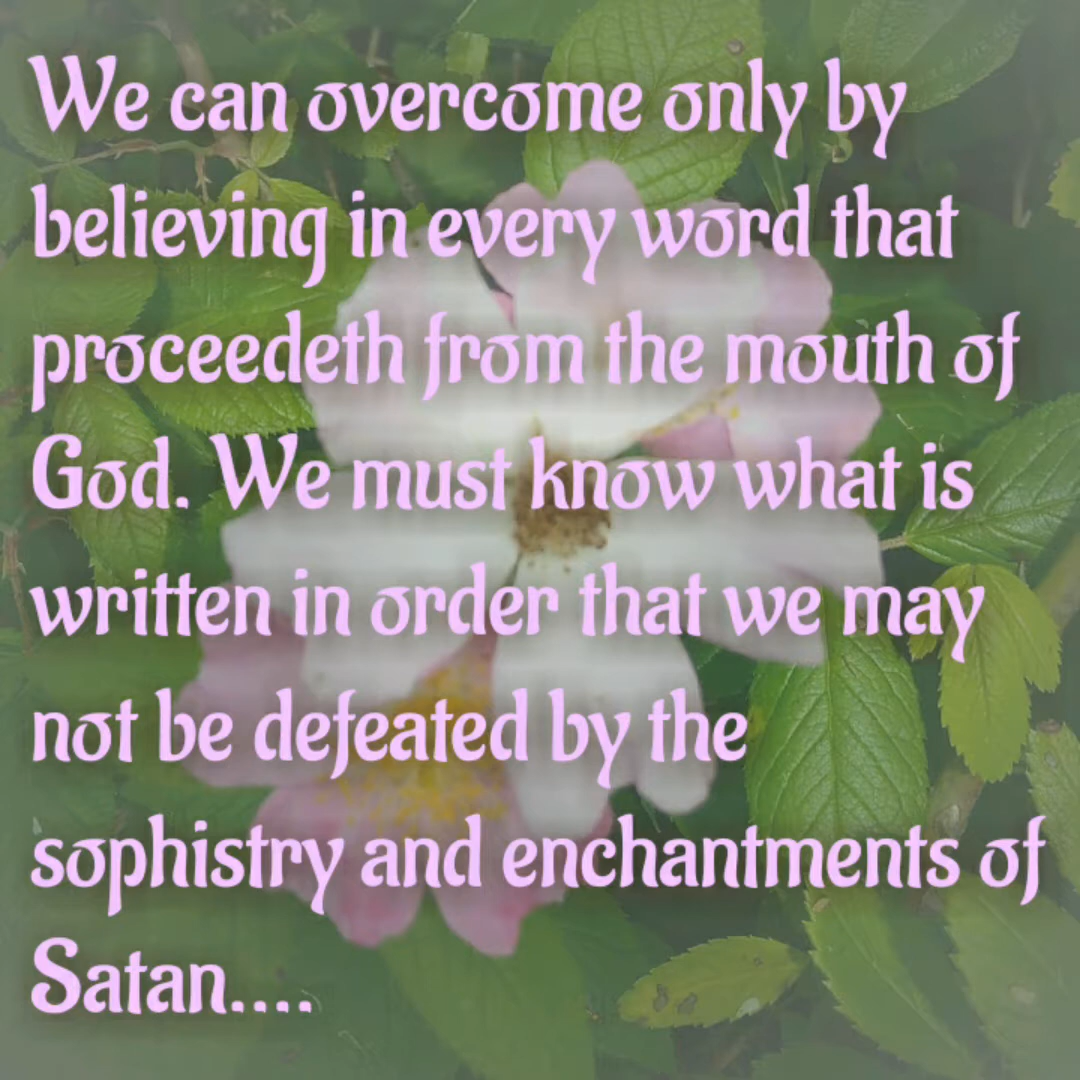 We can overcome only by
believing in every word that
proceedeth from the mouth of
God. We must know what is
written in order that we may
not be defeated by the
sophistry and enchantments of
Satan....